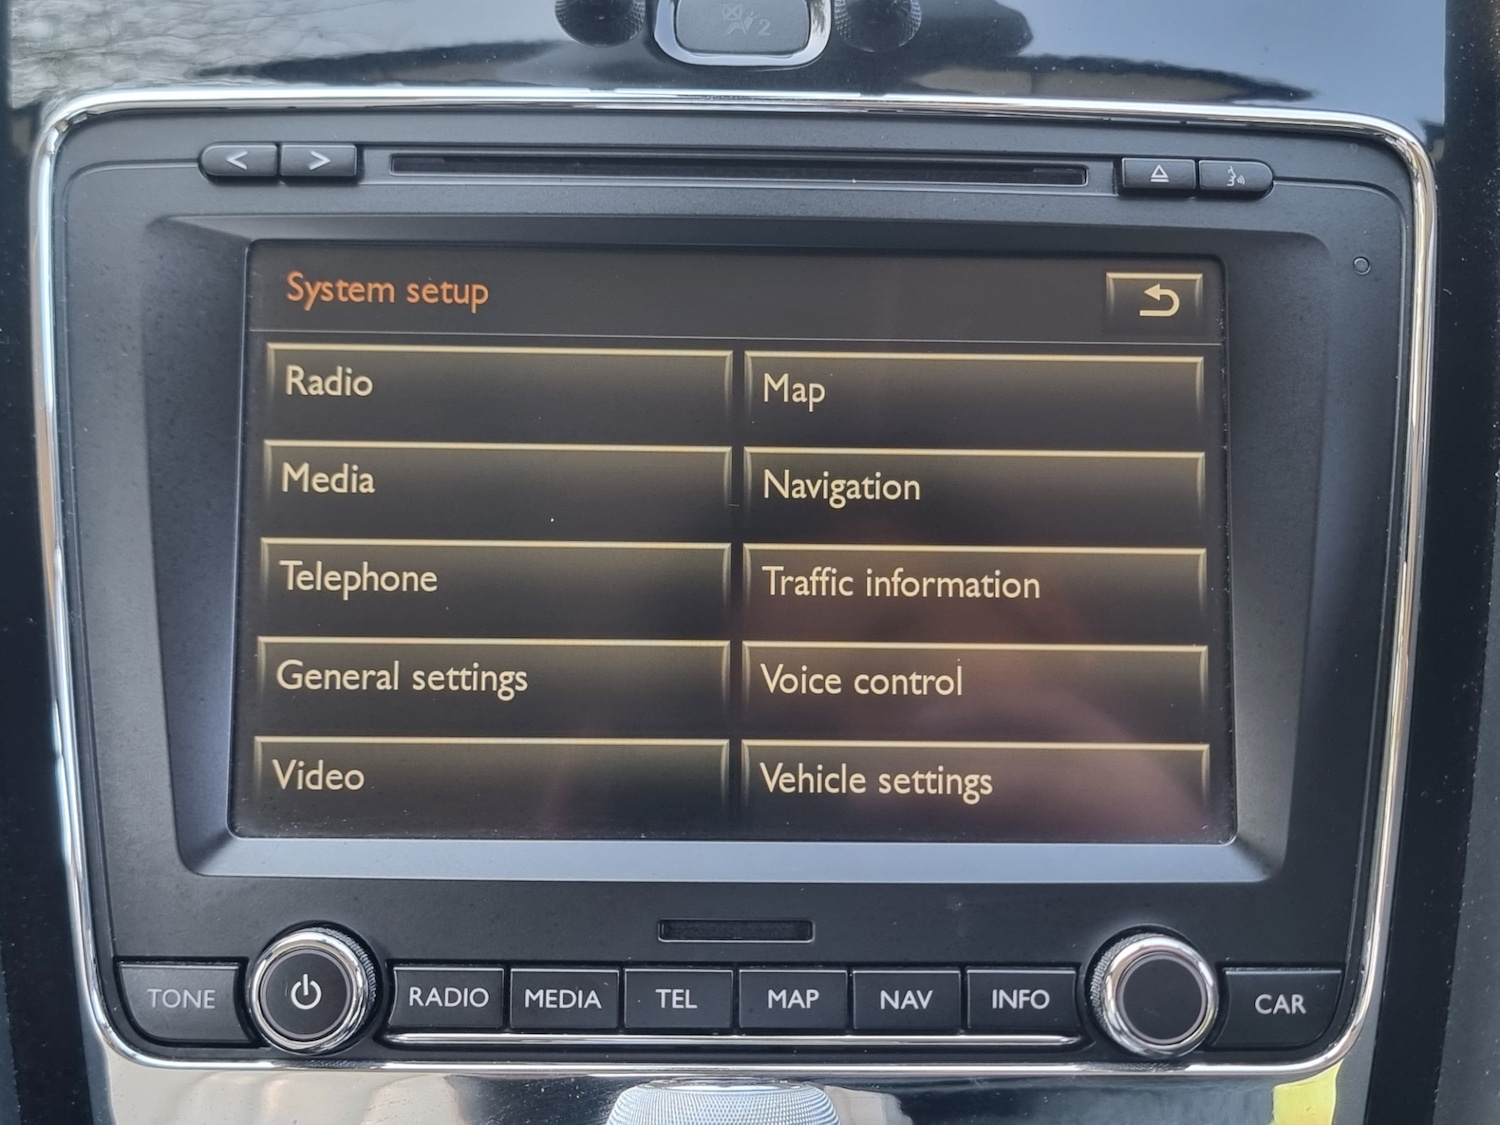 2
< >
System setup
Radio
Map
Media
Navigation
Telephone
Traffic information
General settings
Voice control
Video
Vehicle settings
TONE RADIO MEDIA TEL MAP NAV INFO CAR